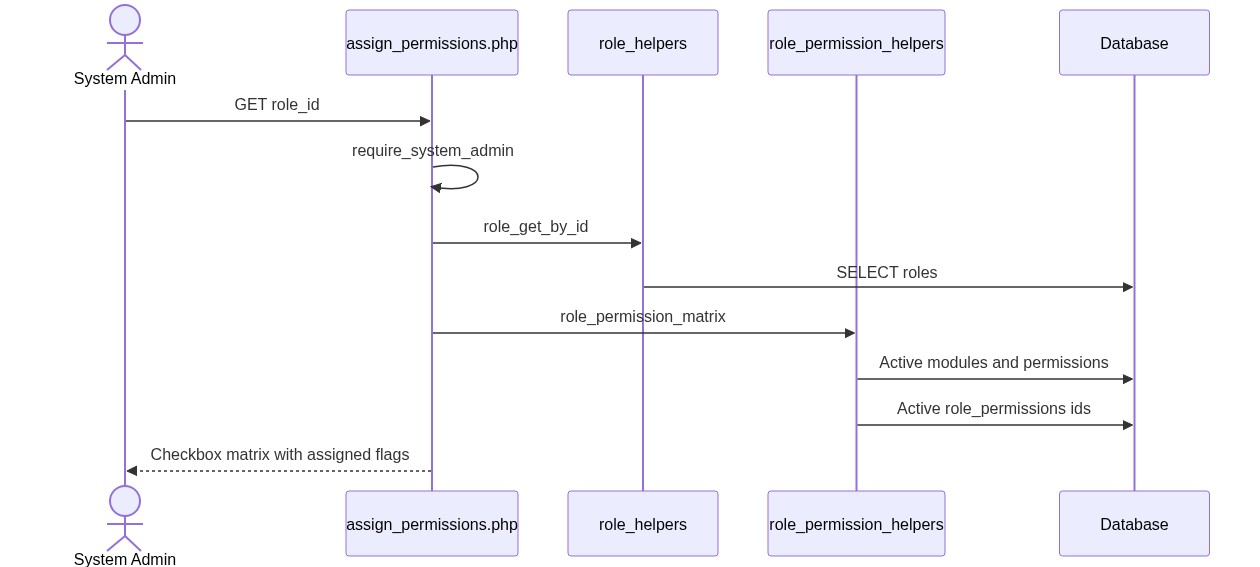 System Admin
assign_permissions.php
role_helpers
role_permission_helpers
Database
GET role_id
require_system_admin
role_get_by_id
SELECT roles
role_permission_matrix
Active modules and permissions
Active role_permissions ids
Checkbox matrix with assigned flags
System Admin
assign_permissions.php
role_helpers
role_permission_helpers
Database